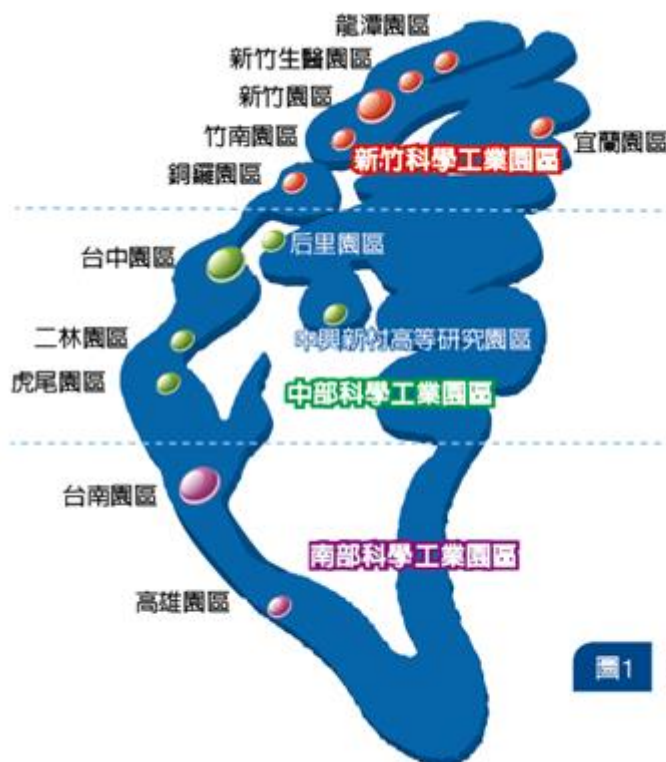 龍潭園區
新竹生醫園區
新竹園區
竹南園區
新竹科學工業園區
宜蘭園區
銅鑼園區
后里園區
台中園區
二林園區
中興新村高等研究園區
虎尾園區
中部科學工業園區
台南園區
南部科學工業園區
高雄園區
圖1